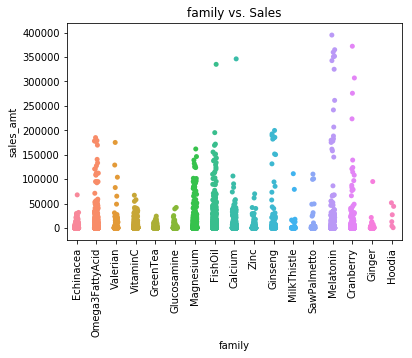 family vs. Sales
400000
350000
300000
250000
200000
150000
100000
50000
0
sales_amt
Echinacea
Omega3FattyAcid
Valerian
VitaminC
GreenTea
Glucosamine
Magnesium
FishOil
Calcium
Zinc
Ginseng
MilkThistle
SawPalmetto
Melatonin
Cranberry
Ginger
Hoodia
family